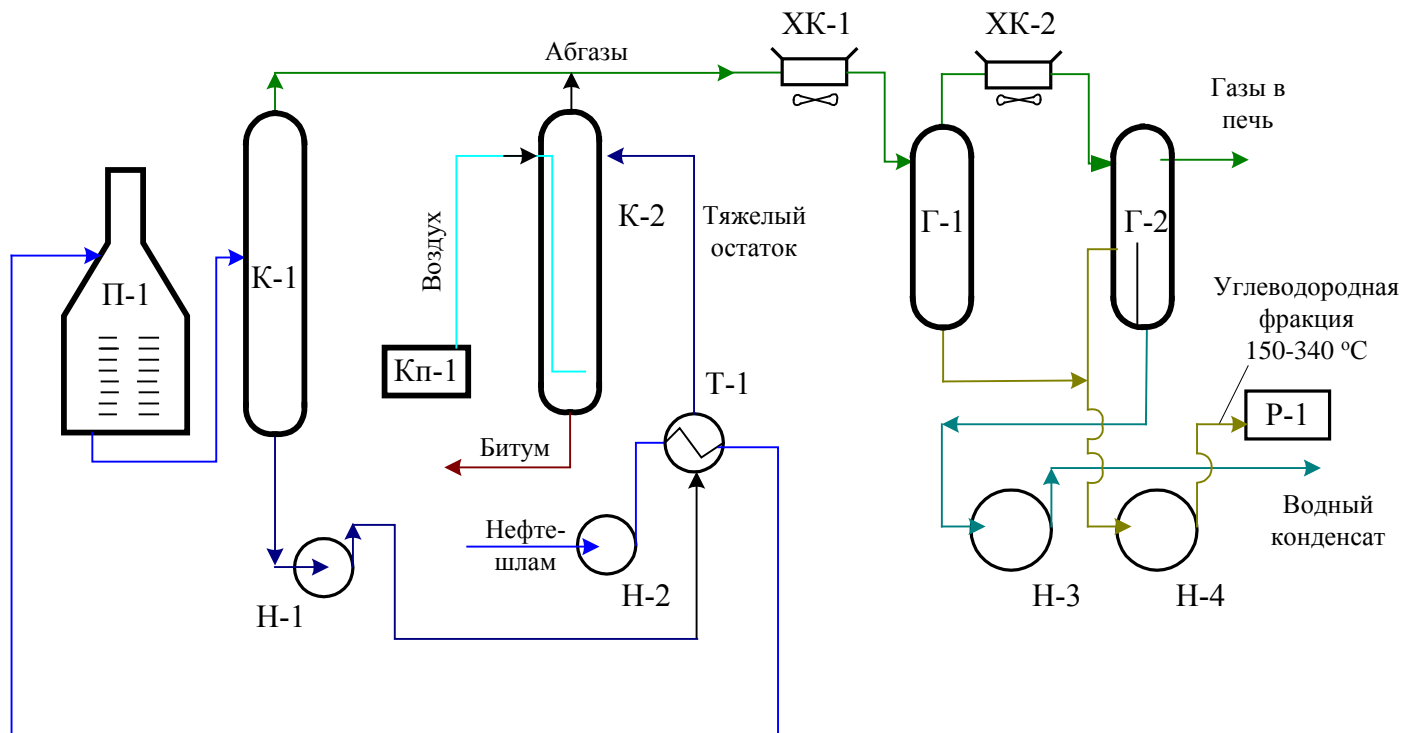 ХК-1
ХК-2
Абгазы
Газы в
печь
К-1
К-2
Г-1
Г-2
Тяжелый
остаток
Воздух
П-1
Углеводородная
фракция
150-340 ºС
Кп-1
Т-1
Р-1
Битум
Нефте-
шлам
Водный
конденсат
Н-1
Н-2
Н-3
Н-4